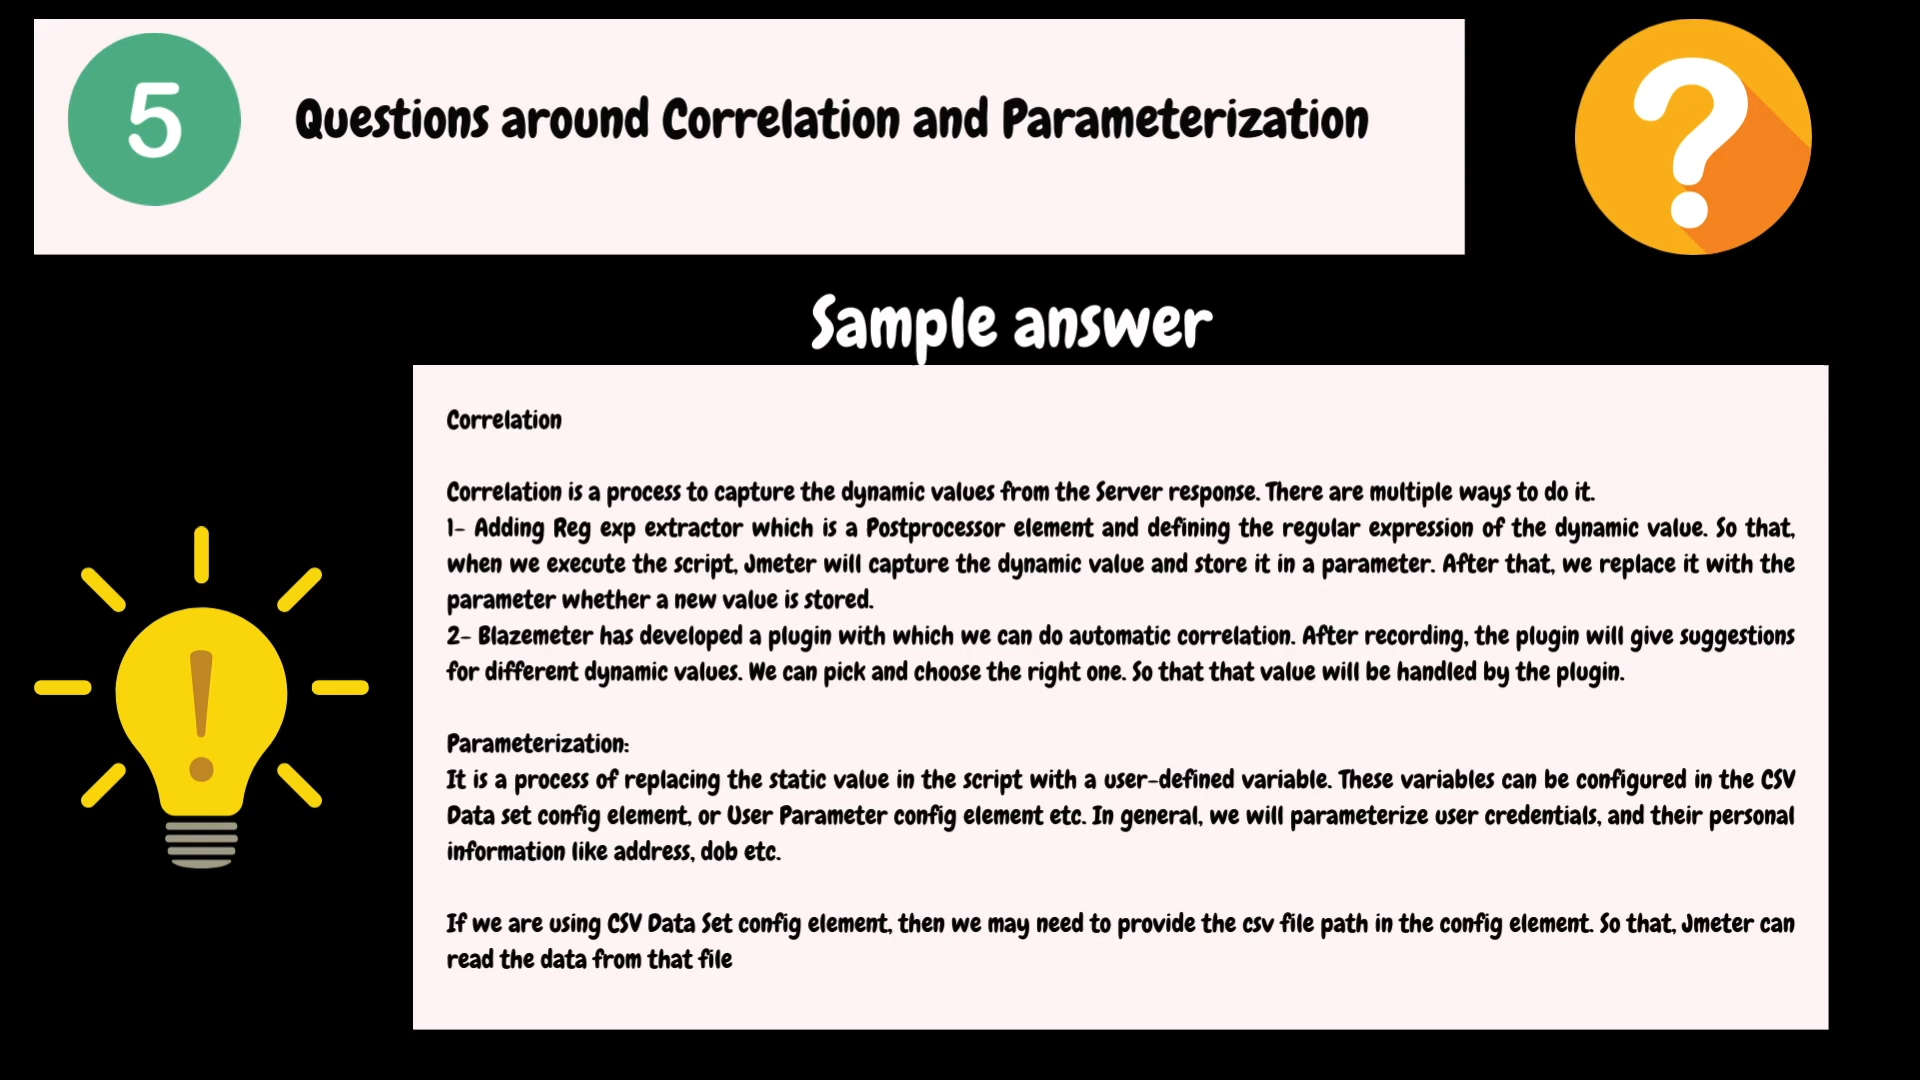 5
Questions around Correlation and Parameterization
?
Sample answer
Correlation
Correlation is a process to capture the dynamic values from the Server response. There are multiple ways to do it.
1- Adding Reg exp extractor which is a Postprocessor element and defining the regular expression of the dynamic value. So that,
when we execute the script, Jmeter will capture the dynamic value and store it in a parameter. After that, we replace it with the
parameter whether a new value is stored.
2- Blazemeter has developed a plugin with which we can do automatic correlation. After recording, the plugin will give suggestions
for different dynamic values. We can pick and choose the right one. So that that value will be handled by the plugin.
!
Parameterization:
It is a process of replacing the static value in the script with a user-defined variable. These variables can be configured in the CSV
Data set config element, or User Parameter config element etc. In general, we will parameterize user credentials, and their personal
information like address, dob etc.
If we are using CSV Data Set config element, then we may need to provide the csv file path in the config element. So that, Jmeter can
read the data from that file